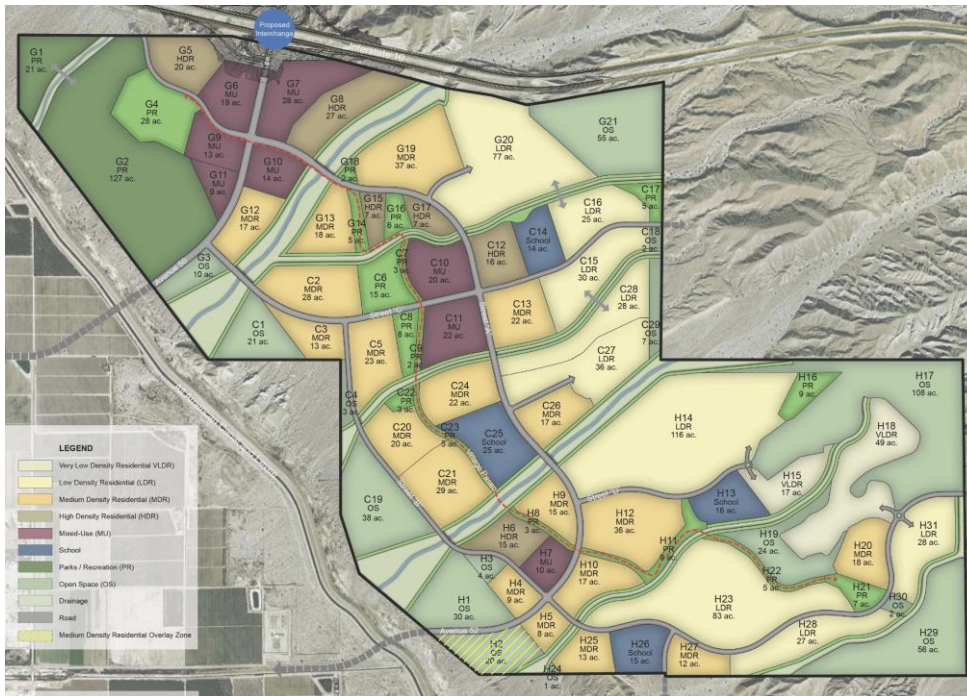 Proposed
Interchange
Interstate 10
G1
PR
21 ac.
G5
HDR
20 ac.
G6
MU
G7
MU
28 ac.
G4
PR
28 ac.
G8
HDR
27 ac.
G9
MU
13 ac.
G2
PR
127 ac.
G10
MU
14 ac.
G11
MU
9 ac.
G19
MDR
37 ac.
G20
LDR
77 ac.
G21
OS
55 ac.
G18
PR
2 ac.
G12
MDR
17 ac.
G13
MDR
18 ac.
G14
PR
5 ac.
G15
HDR
7 ac.
G16
PR
6 ac.
G17
HDR
7 ac.
C16
LDR
25 ac.
C17
PR
5 ac.
C14
School
14 ac.
C18
OS
2 ac.
G3
OS
10 ac.
Avenue 50
C7
PR
3 ac.
C10
MU
20 ac.
C12
HDR
16 ac.
C15
LDR
30 ac.
C2
MDR
28 ac.
C6
PR
15 ac.
C28
LDR
28 ac.
Street "C"
Street "A"
C13
MDR
22 ac.
C1
OS
21 ac.
C3
MDR
13 ac.
C8
PR
C11
MU
22 ac.
C29
OS
7 ac.
C5
MDR
23 ac.
C9
PR
2 ac.
C27
LDR
36 ac.
C4
OS
3 ac.
C22
PR
3 ac.
C24
MDR
22 ac.
C26
MDR
17 ac.
H16
PR
9 ac.
H17
OS
108 ac.
C20
MDR
20 ac.
C23
PR
5 ac.
C25
School
25 ac.
H14
LDR
116 ac.
H18
VLDR
49 ac.
C21
MDR
29 ac.
H15
VLDR
17 ac.
C19
OS
38 ac.
H9
MDR
15 ac.
H13
School
16 ac.
H8
PR
3 ac.
H12
MDR
36 ac.
H6
HDR
15 ac.
H11
PR
9 ac.
H19
OS
24 ac.
H31
LDR
28 ac.
H20
MDR
18 ac.
H3
OS
4 ac.
H7
MU
10 ac.
H10
MDR
17 ac.
H22
PR
5 ac.
H21
PR
7 ac.
H4
MDR
9 ac.
H23
LDR
83 ac.
H30
OS
2 ac.
H1
OS
30 ac.
H5
MDR
8 ac.
H28
LDR
27 ac.
Avenue 52
H2
OS
20 ac.
H25
MDR
13 ac.
H26
School
15 ac.
H27
MDR
12 ac.
H29
OS
56 ac.
H24
OS
1 ac.
LEGEND
Very Low Density Residential VLDR)
Low Density Residential (LDR)
Medium Density Residential (MDR)
High Density Residential (HDR)
Mixed-Use (MU)
School
Parks / Recreation (PR)
Open Space (OS)
Drainage
Road
Medium Density Residential Overlay Zone